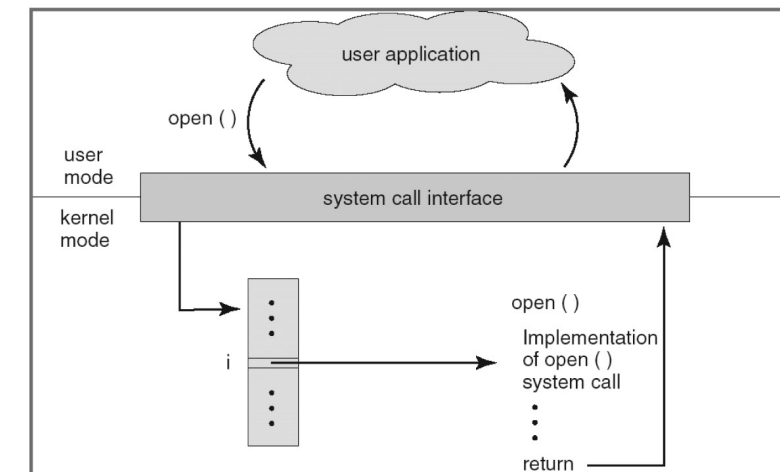 user application
open ( )
user
mode
system call interface
kernel
mode
open ( )
Implementation
i
of open ( )
system call
return